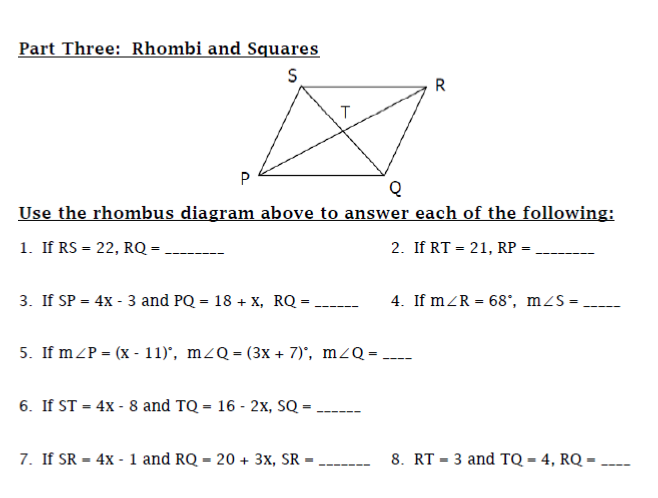 Part Three: Rhombi and Squares
S
R
T
P
Q
Use the rhombus diagram above to answer each of the following:
1. If RS = 22, RQ = ________ 2. If RT = 21, RP = ________
3. If SP = 4x - 3 and PQ = 18 + x, RQ = ______ 4. If m∠R = 68°, m∠S = _____
5. If m∠P = (x - 11)°, m∠Q = (3x + 7)°, m∠Q = ____
6. If ST = 4x - 8 and TQ = 16 - 2x, SQ = ______
7. If SR = 4x - 1 and RQ = 20 + 3x, SR = _______ 8. RT = 3 and TQ = 4, RQ = ____